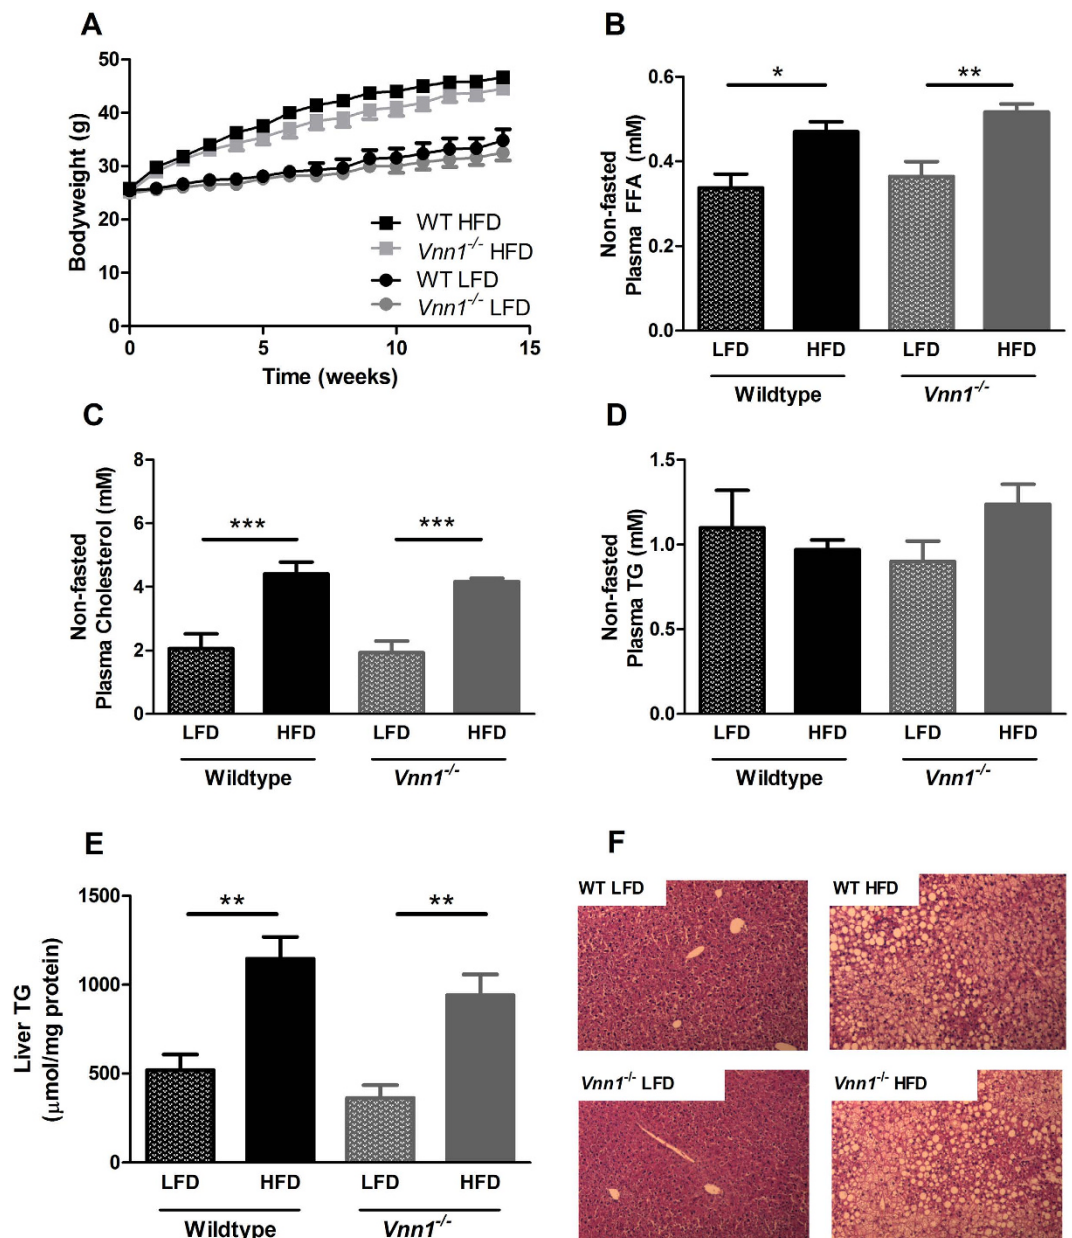 A
Bodyweight (g)
50
40
30
20
10
0
0 5 10 15
Time (weeks)
WT HFD
Vnn1-/- HFD
WT LFD
Vnn1-/- LFD
B
Non-fasted
Plasma FFA (mM)
0.6
0.4
0.2
0.0
* **
LFD HFD LFD HFD
Wildtype Vnn1-/-
C
Non-fasted
Plasma Cholesterol (mM)
8
6
4
2
0
*** ***
LFD HFD LFD HFD
Wildtype Vnn1-/-
D
Non-fasted
Plasma TG (mM)
1.5
1.0
0.5
0.0
LFD HFD LFD HFD
Wildtype Vnn1-/-
E
Liver TG
(μmol/mg protein)
1500
1000
500
0
** **
LFD HFD LFD HFD
Wildtype Vnn1-/-
F
WT LFD WT HFD
Vnn1-/- LFD Vnn1-/- HFD